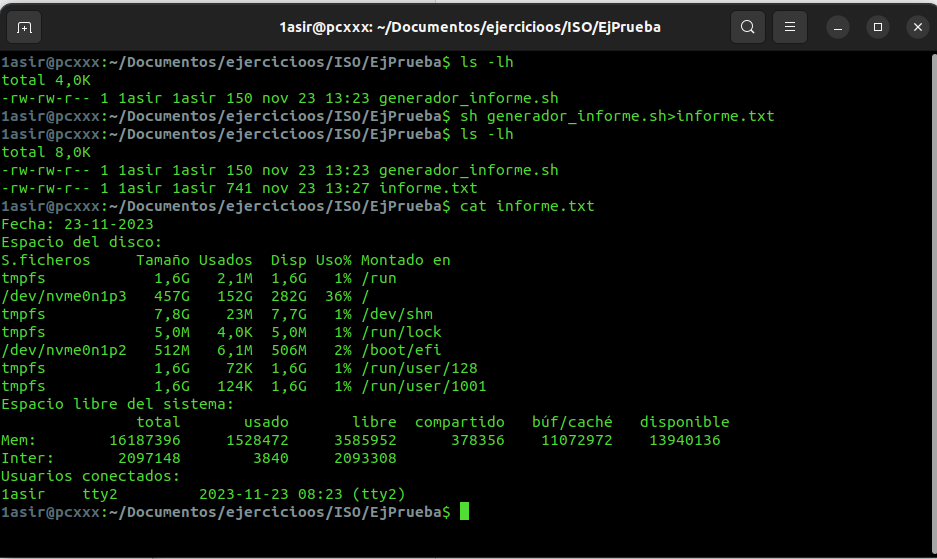 1asir@pcxxx: ~/Documentos/ejercicioos/ISO/EjPrueba
1asir@pcxxx:~/Documentos/ejercicioos/ISO/EjPrueba$ ls -lh
total 4,0K
-rw-rw-r-- 1 1asir 1asir 150 nov 23 13:23 generador_informe.sh
1asir@pcxxx:~/Documentos/ejercicioos/ISO/EjPrueba$ sh generador_informe.sh>informe.txt
1asir@pcxxx:~/Documentos/ejercicioos/ISO/EjPrueba$ ls -lh
total 8,0K
-rw-rw-r-- 1 1asir 1asir 150 nov 23 13:23 generador_informe.sh
-rw-rw-r-- 1 1asir 1asir 741 nov 23 13:27 informe.txt
1asir@pcxxx:~/Documentos/ejercicioos/ISO/EjPrueba$ cat informe.txt
Fecha: 23-11-2023
Espacio del disco:
S.ficheros     Tamaño Usados  Disp Uso% Montado en
tmpfs            1,6G   2,1M  1,6G   1% /run
/dev/nvme0n1p3   457G   152G  282G  36% /
tmpfs            7,8G    23M  7,7G   1% /dev/shm
tmpfs            5,0M   4,0K  5,0M   1% /run/lock
/dev/nvme0n1p2   512M   6,1M  506M   2% /boot/efi
tmpfs            1,6G    72K  1,6G   1% /run/user/128
tmpfs            1,6G   124K  1,6G   1% /run/user/1001
Espacio libre del sistema:
               total       usado       libre  compartido   búf/caché   disponible
Mem:        16187396     1528472     3585952      378356    11072972    13940136
Inter:       2097148        3840     2093308
Usuarios conectados:
1asir    tty2         2023-11-23 08:23 (tty2)
1asir@pcxxx:~/Documentos/ejercicioos/ISO/EjPrueba$